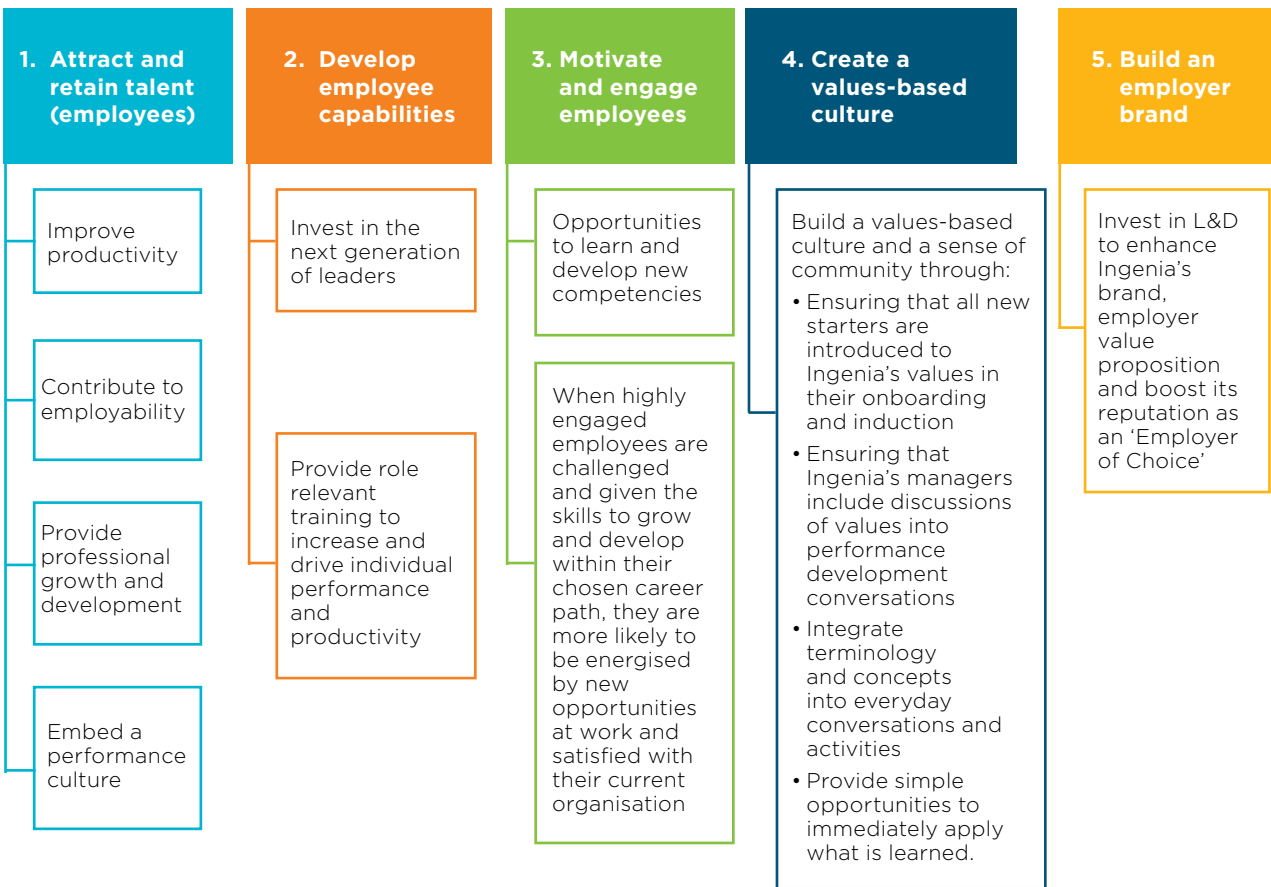 1. Attract and
retain talent
(employees)
Improve
productivity
Contribute to
employability
Provide
professional
growth and
development
Embed a
performance
culture
2. Develop
employee
capabilities
Invest in the
next generation
of leaders
Provide role
relevant
training to
increase and
drive individual
performance
and
productivity
3. Motivate
and engage
employees
Opportunities
to learn and
develop new
competencies
When highly
engaged
employees are
challenged
and given the
skills to grow
and develop
within their
chosen career
path, they are
more likely to
be energised
by new
opportunities
at work and
satisfied with
their current
organisation
4. Create a
values-based
culture
Build a values-based
culture and a sense of
community through:
• Ensuring that all new
starters are
introduced to
Ingenia’s values in
their onboarding
and induction
• Ensuring that
Ingenia’s managers
include discussions
of values into
performance
development
conversations
• Integrate
terminology
and concepts
into everyday
conversations and
activities
• Provide simple
opportunities to
immediately apply
what is learned.
5. Build an
employer
brand
Invest in L&D
to enhance
Ingenia’s
brand,
employer
value
proposition
and boost its
reputation as
an ‘Employer
of Choice’